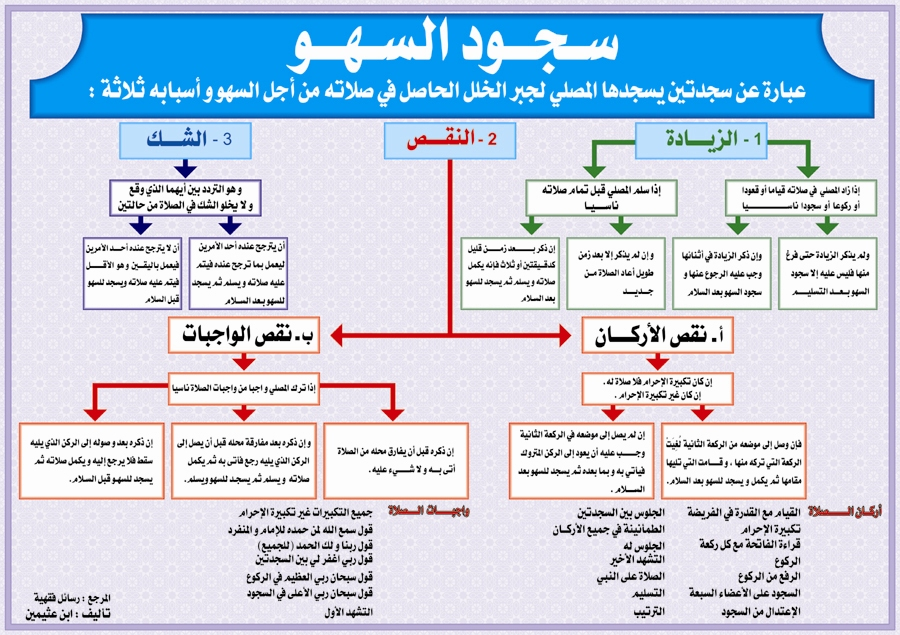 سجود السهو
عبارة عن سجدتين يسجدها المصلي لجبر الخلل الحاصل في صلاته من أجل السهو و أسبابه ثلاثة :
1 - الزيادة
إذا زاد المصلي في صلاته قياما أو قعودا
أو ركوعا أو سجودا ناسيا
ولم يذكر الزيادة حتى فرغ
منها فليس عليه إلا سجود
السهو بعد التسليم
وإن ذكر الزيادة في أثنائها
وجب عليه الرجوع عنها و
سجود السهو بعد السلام
إذا سلم المصلي قبل تمام صلاته
ناسيا
وإن لم يذكر إلا بعد زمن
طويل أعاد الصلاة من
جديد
إن ذكر بعد زمن قليل
كدقيقتين أو ثلاث فإنه يكمل
صلاته و يسلم ثم يسجد للسهو
بعد السلام
2 - النقص
أ. نقص الأركان
إن كان تكبيرة الإحرام فلا صلاة له .
إن كان غير تكبيرة الإحرام .
فإن وصل إلى موضعه من الركعة الثانية لُغِيَتْ
الركعة التي تركه منها . و قامت التي تليها
مقامها ثم يكمل و يسجد للسهو بعد السلام .
إن لم يصل إلى موضعه في الركعة الثانية
وجب عليه أن يعود إلى الركن المتروك
فيأتي به و بما بعده ثم يسجد للسهو بعد
السلام .
ب. نقص الواجبات
إذا ترك المصلي واجبا من واجبات الصلاة ناسيا
إن ذكره قبل أن يفارق محله من الصلاة
أتى به و لا شيء عليه .
وإن ذكره بعد مفارقة محله قبل أن يصل إلى
الركن الذي يليه رجع فأتى به ثم يكمل
صلاته و يسلم ثم يسجد للسهو ويسلم .
إن ذكره بعد وصوله إلى الركن الذي يليه
سقط فلا يرجع إليه و يكمل صلاته ثم
يسجد للسهو قبل السلام
3 - الشك
و هو التردد بين أيهما الذي وقع
و لا يخلو الشك في الصلاة من حالتين
أن يترجح عنده أحد الأمرين
ليعمل بما ترجح عنده فيتم
عليه صلاته و يسلم ثم يسجد
للسهو بعد السلام
أن لا يترجح عنده أحد الأمرين
فيعمل باليقين و هو الأقل
فيتم عليه صلاته ويسجد للسهو
قبل السلام
أركان الصلاة
القيام مع القدرة في الفريضة
تكبيرة الإحرام
قراءة الفاتحة مع كل ركعة
الركوع
الرفع من الركوع
السجود على الأعضاء السبعة
الإعتدال من السجود
الجلوس بين السجدتين
الطمانينة في جميع الأركان
الجلوس له
التشهد الأخير
الصلاة على النبي
التسليم
الترتيب
واجبات الصلاة
جميع التكبيرات غير تكبيرة الإحرام
قول سمع الله لمن حمده للإمام و المنفرد
قول ربنا و لك الحمد (للجميع)
قول ربي أغفر لي بين السجدتين
قول سبحان ربي العظيم في الركوع
قول سبحان ربي الأعلى في السجود
التشهد الأول
المرجع : رسائل فقهية
تأليف : ابن عثيمين